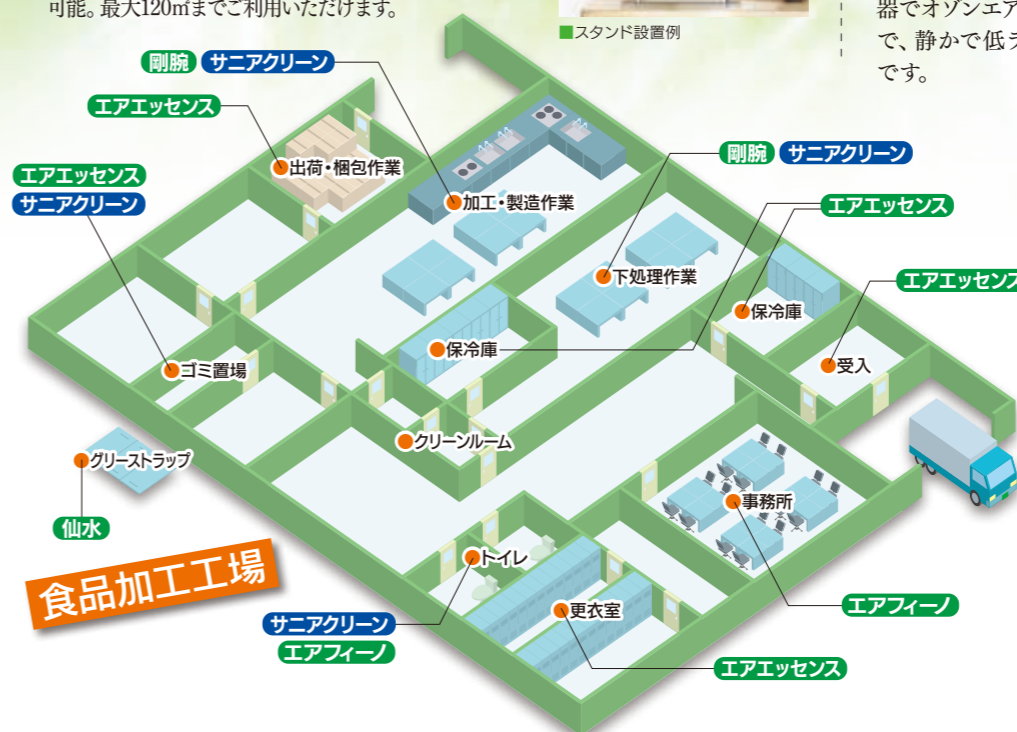 可能。最大120㎡までご利用いただけます。
■スタンド設置例
器でオゾンエア
で、静かで低ラ
です。
剛腕 サニアクリーン
エアエッセンス
出荷・梱包作業
エアエッセンス
サニアクリーン
加工・製造作業
剛腕 サニアクリーン
エアエッセンス
下処理作業
エアエッセンス
保冷庫
保冷庫
受入
ゴミ置場
クリーンルーム
グリーストラップ
仙水
事務所
食品加工工場
トイレ
サニアクリーン
エアフィーノ
更衣室
エアフィーノ
エアエッセンス